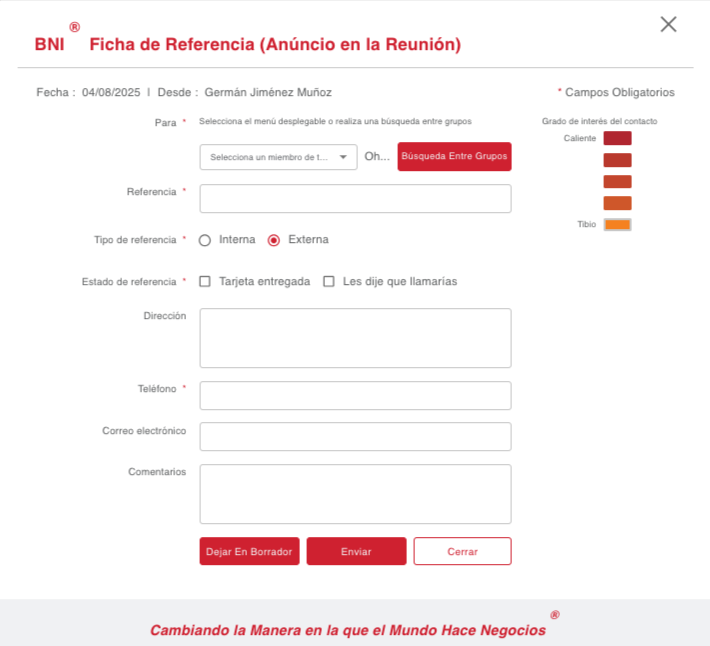 BNI ® Ficha de Referencia (Anúncio en la Reunión)
Fecha : 04/08/2025 | Desde : Germán Jiménez Muñoz
* Campos Obligatorios
Para * Selecciona el menú desplegable o realiza una búsqueda entre grupos
Grado de interés del contacto
Caliente
Selecciona un miembro de t... Oh... Búsqueda Entre Grupos
Referencia *
Tibio
Tipo de referencia * Interna Externa
Estado de referencia * Tarjeta entregada Les dije que llamarías
Dirección
Teléfono *
Correo electrónico
Comentarios
Dejar En Borrador Enviar Cerrar
Cambiando la Manera en la que el Mundo Hace Negocios ®